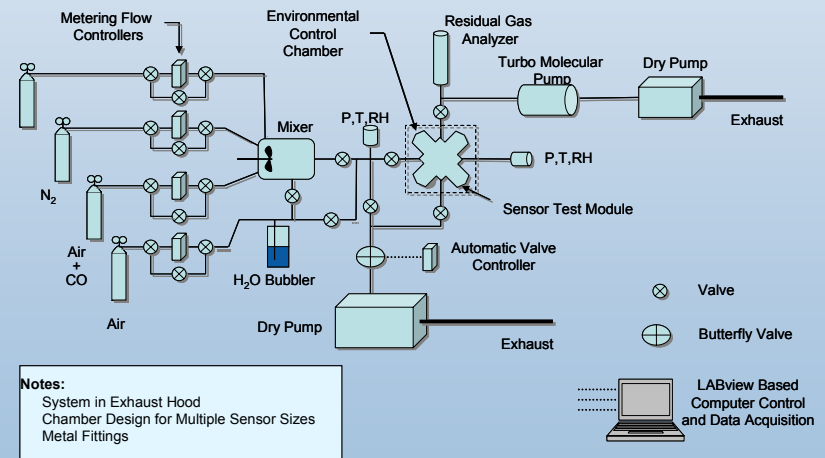 Metering Flow
Controllers
Environmental
Control
Chamber
Residual Gas
Analyzer
Turbo Molecular
Pump
Dry Pump
Exhaust
Mixer
P,T,RH
P,T,RH
N2
Sensor Test Module
Air
+
CO
H2O Bubbler
Automatic Valve
Controller
Air
Dry Pump
Exhaust
Valve
Butterfly Valve
Notes:
System in Exhaust Hood
Chamber Design for Multiple Sensor Sizes
Metal Fittings
LABview Based
Computer Control
and Data Acquisition